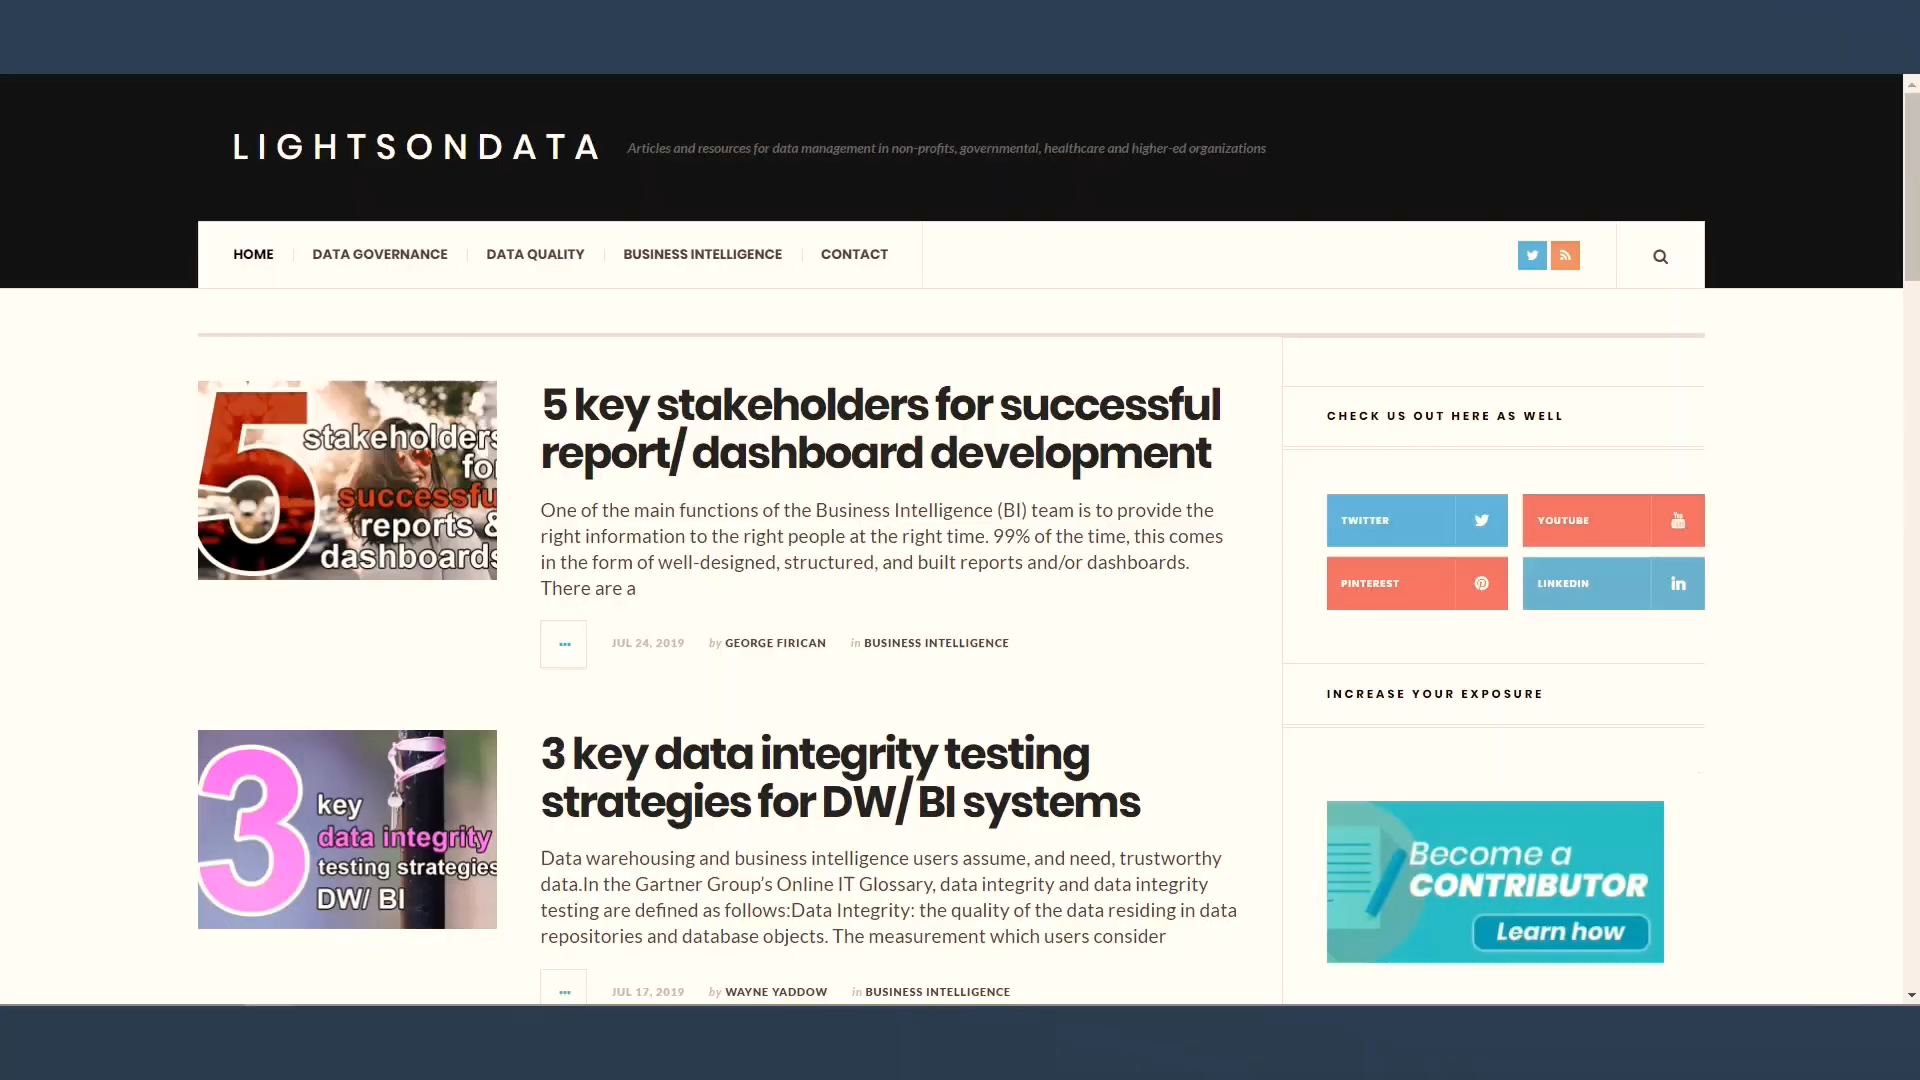 LIGHTSONDATA
Articles and resources for data management in non-profits, governmental, healthcare and higher-ed organizations
HOME
DATA GOVERNANCE
DATA QUALITY
BUSINESS INTELLIGENCE
CONTACT
5
stakeholders
for
successfu
reports &
dashboards
5 key stakeholders for successful
report/ dashboard development
One of the main functions of the Business Intelligence (BI) team is to provide the
right information to the right people at the right time. 99% of the time, this comes
in the form of well-designed, structured, and built reports and/or dashboards.
There are a
...
JUL 24, 2019 by GEORGE FIRICAN in BUSINESS INTELLIGENCE
3
key
data integrity
testing strategies
DW/ BI
3 key data integrity testing
strategies for DW/ BI systems
Data warehousing and business intelligence users assume, and need, trustworthy
data.In the Gartner Group’s Online IT Glossary, data integrity and data integrity
testing are defined as follows:Data Integrity: the quality of the data residing in data
repositories and database objects. The measurement which users consider
...
JUL 17, 2019 by WAYNE YADDOW in BUSINESS INTELLIGENCE
CHECK US OUT HERE AS WELL
TWITTER
YOUTUBE
You
PINTEREST
LINKEDIN
in
INCREASE YOUR EXPOSURE
Become a
CONTRIBUTOR
Learn how